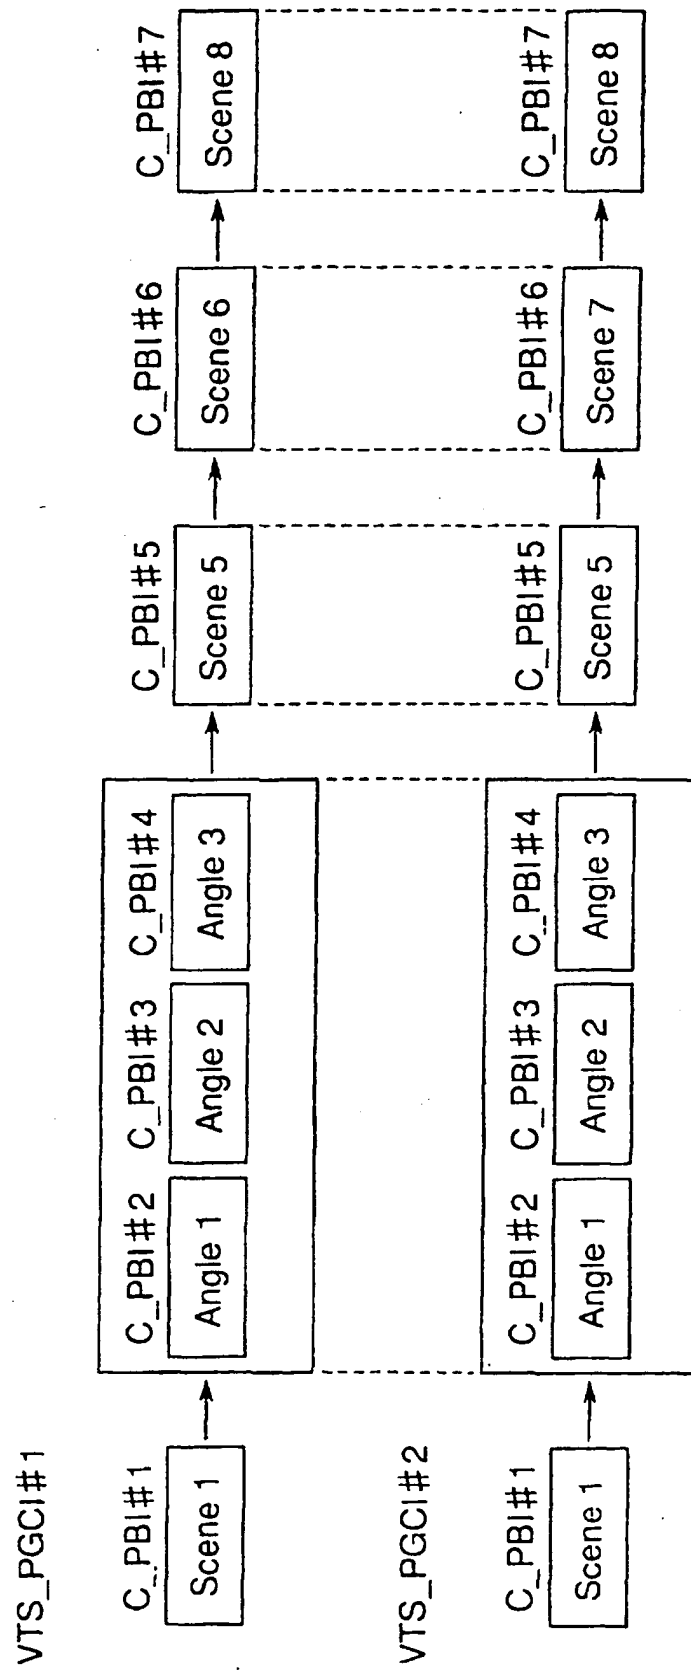 VTS_PGCI#1
C_PBI#1
Scene 1
C_PBI#2
Angle 1
C_PBI#3
Angle 2
C_PBI#4
Angle 3
C_PBI#5
Scene 5
C_PBI#6
Scene 6
C_PBI#7
Scene 8
VTS_PGCI#2
C_PBI#1
Scene 1
C_PBI#2
Angle 1
C_PBI#3
Angle 2
C_PBI#4
Angle 3
C_PBI#5
Scene 5
C_PBI#6
Scene 7
C_PBI#7
Scene 8